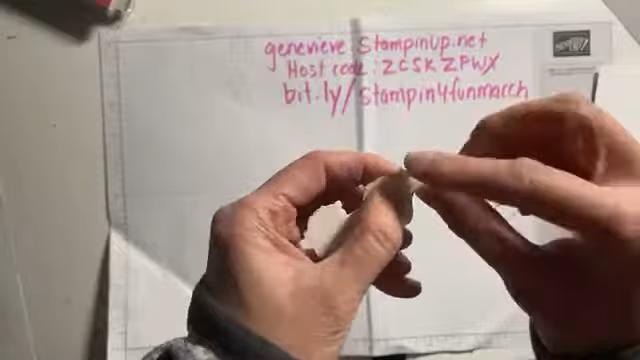 genevieve.stampinup.net
Host code: ZCSKZPWX
bit.ly/stampin4funmarch